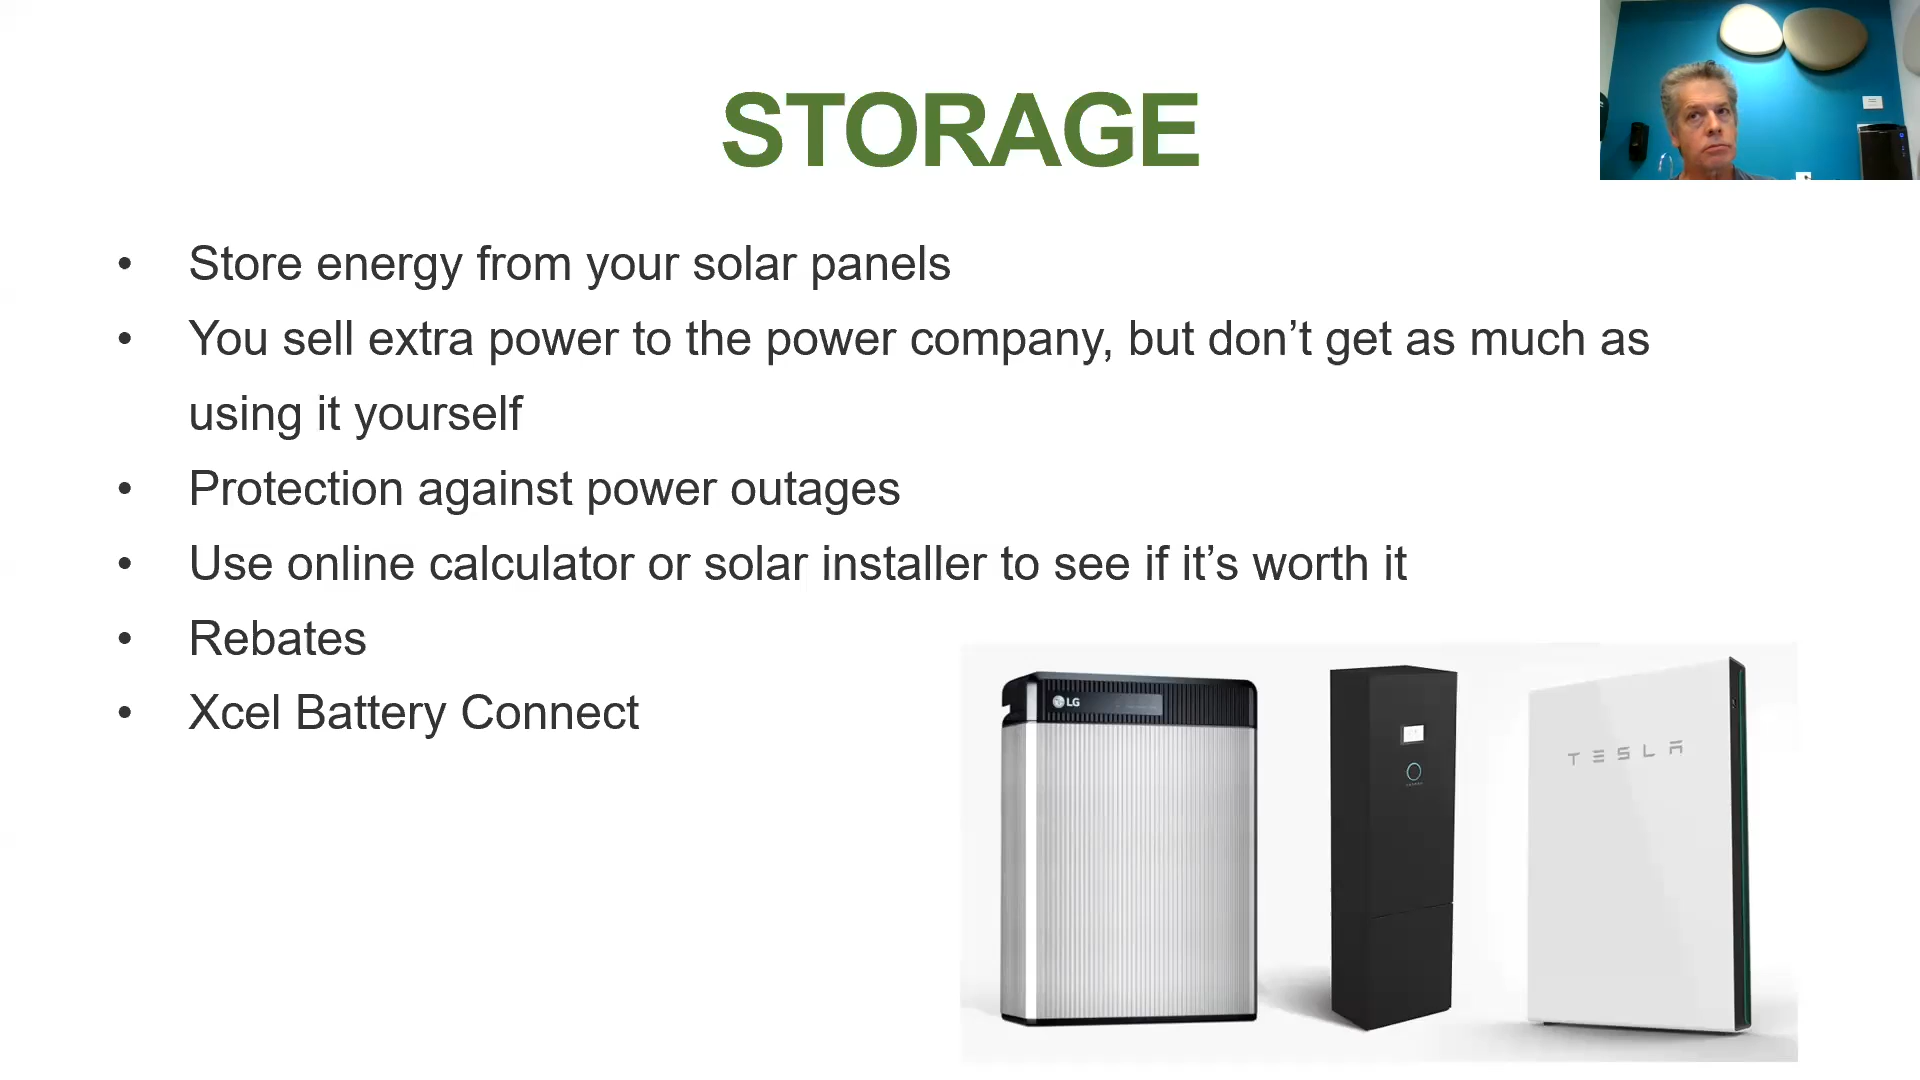 STORAGE
• Store energy from your solar panels
• You sell extra power to the power company, but don’t get as much as
using it yourself
• Protection against power outages
• Use online calculator or solar installer to see if it’s worth it
• Rebates
• Xcel Battery Connect
LG
TESLA